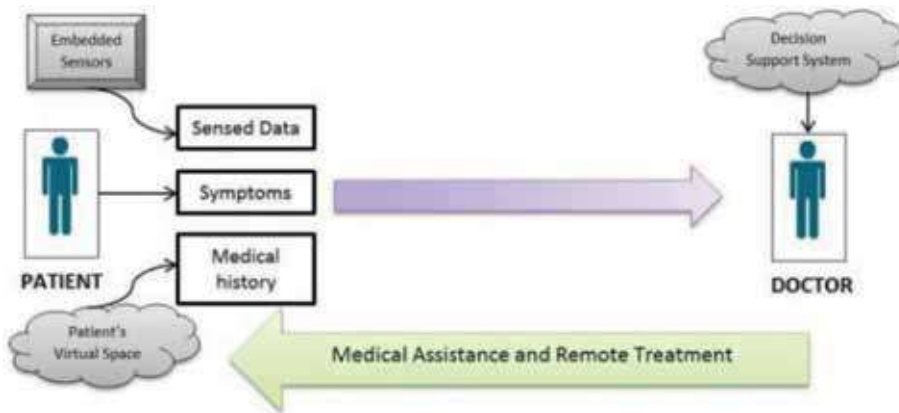 Embedded
Sensors
Decision
Support System
Sensed Data
Symptoms
Medical
history
PATIENT
DOCTOR
Patient's
Virtual Space
Medical Assistance and Remote Treatment